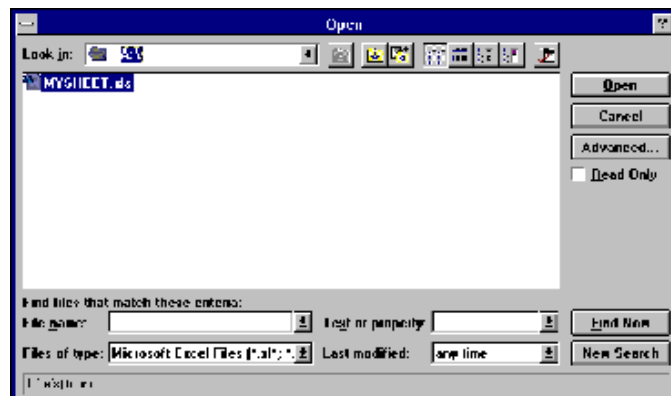 Open
Look in:
MYSHEET.xls
Open
Cancel
Advanced...
Read Only
Find files that match these criteria:
File name:
Text or property:
Find Now
Files of type: Microsoft Excel Files (*.xl*; *.
Last modified: any time
New Search